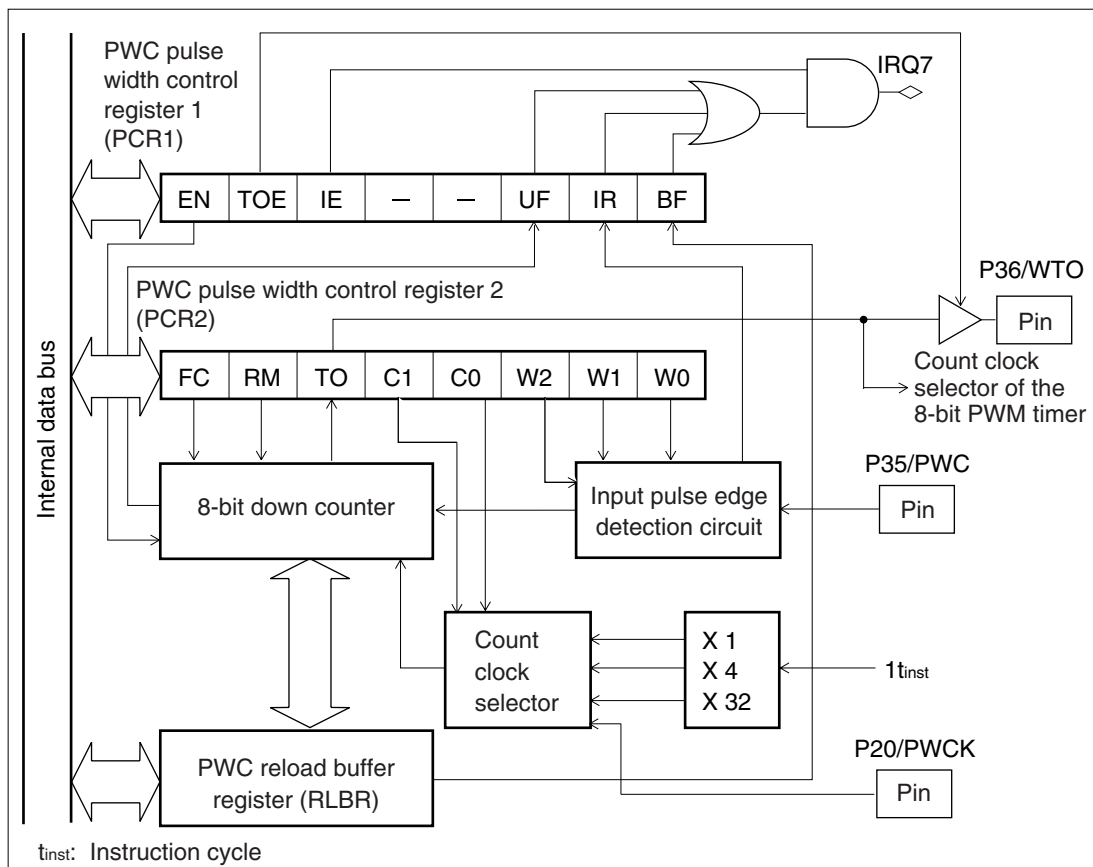 PWC pulse
width control
register 1
(PCR1)
IRQ7
EN TOE IE — — UF IR BF
P36/WTO
Pin
PWC pulse width control register 2
(PCR2)
Count clock
selector of the
8-bit PWM timer
FC RM TO C1 C0 W2 W1 W0
Internal data bus
P35/PWC
Pin
8-bit down counter
Input pulse edge
detection circuit
Count
clock
selector
X 1
X 4
X 32
1tinst
P20/PWCK
Pin
PWC reload buffer
register (RLBR)
tinst: Instruction cycle